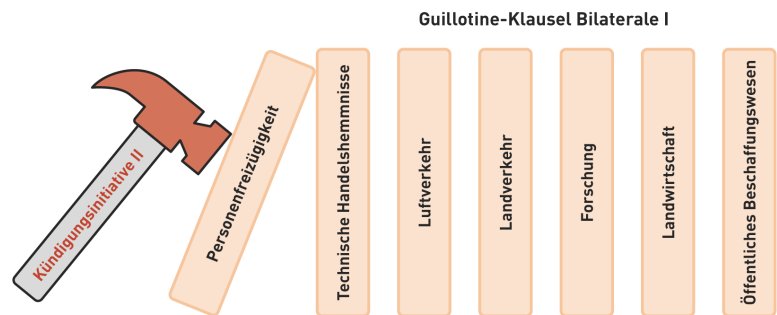 Guillotine-Klausel Bilaterale I
Kündigungsinitiative II
Personenfreizügigkeit
Technische Handelshemmnisse
Luftverkehr
Landverkehr
Forschung
Landwirtschaft
Öffentliches Beschaffungswesen